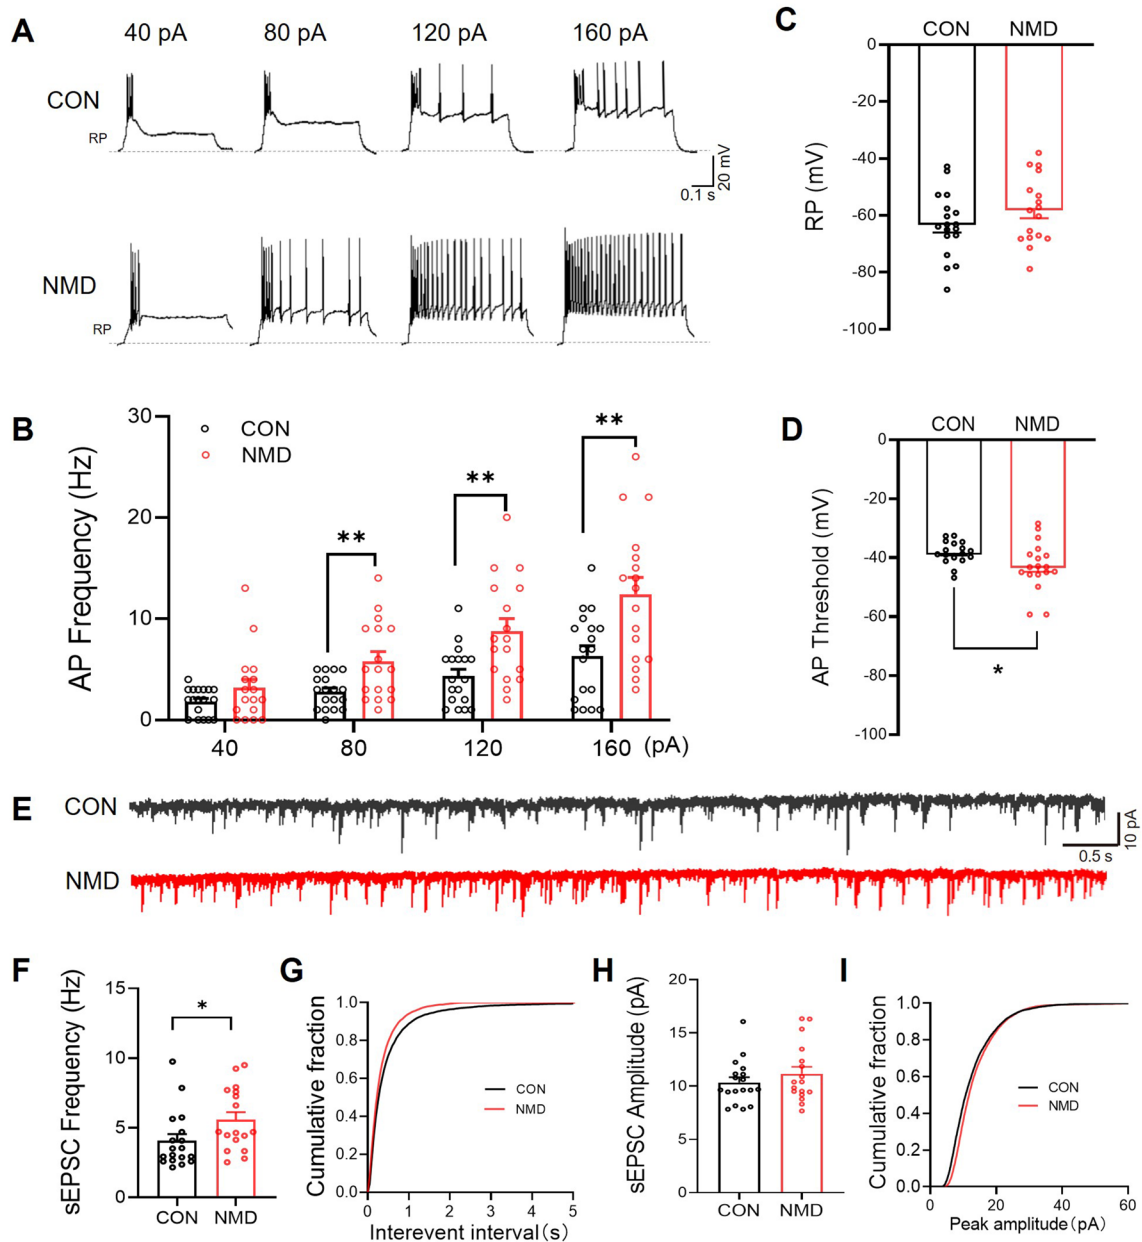 A
40 pA 80 pA 120 pA 160 pA
CON
RP
20 mV
0.1 s
NMD
RP
C
CON NMD
RP (mV)
0
-20
-40
-60
-80
-100
B
AP Frequency (Hz)
30
20
10
0
CON
NMD
**
**
**
40 80 120 160 (pA)
D
CON NMD
AP Threshold (mV)
0
-20
-40
-60
-80
-100
*
E
CON
NMD
10 pA
0.5 s
F
sEPSC Frequency (Hz)
15
10
5
0
*
CON NMD
G
Cumulative fraction
1.0
0.8
0.6
0.4
0.2
0.0
CON
NMD
0 1 2 3 4 5
Interevent interval(s)
H
sEPSC Amplitude (pA)
20
15
10
5
0
CON NMD
I
Cumulative fraction
1.0
0.8
0.6
0.4
0.2
0.0
CON
NMD
0 20 40 60
Peak amplitude(pA)